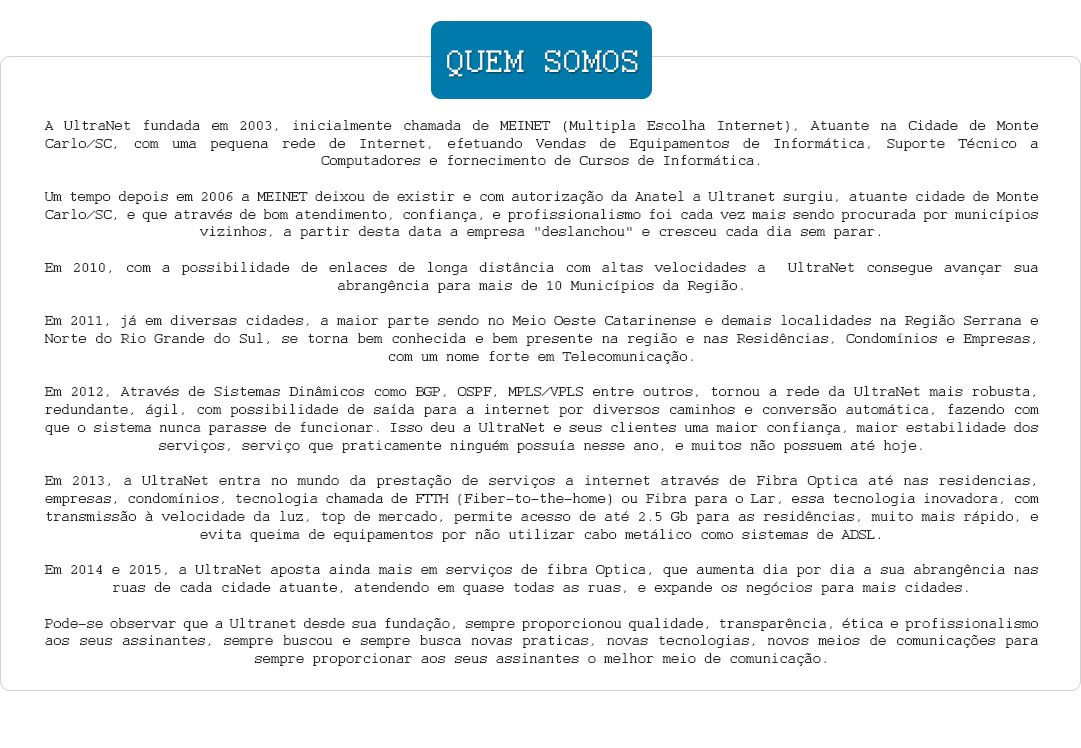 QUEM SOMOS
A UltraNet fundada em 2003, inicialmente chamada de MEINET (Multipla Escolha Internet), Atuante na Cidade de Monte
Carlo/SC, com uma pequena rede de Internet, efetuando Vendas de Equipamentos de Informática, Suporte Técnico a
Computadores e fornecimento de Cursos de Informática.
Um tempo depois em 2006 a MEINET deixou de existir e com autorização da Anatel a Ultranet surgiu, atuante cidade de Monte
Carlo/SC, e que através de bom atendimento, confiança, e profissionalismo foi cada vez mais sendo procurada por municípios
vizinhos, a partir desta data a empresa "deslanchou" e cresceu cada dia sem parar.
Em 2010, com a possibilidade de enlaces de longa distância com altas velocidades a UltraNet consegue avançar sua
abrangência para mais de 10 Municípios da Região.
Em 2011, já em diversas cidades, a maior parte sendo no Meio Oeste Catarinense e demais localidades na Região Serrana e
Norte do Rio Grande do Sul, se torna bem conhecida e bem presente na região e nas Residências, Condomínios e Empresas,
com um nome forte em Telecomunicação.
Em 2012, Através de Sistemas Dinâmicos como BGP, OSPF, MPLS/VPLS entre outros, tornou a rede da UltraNet mais robusta,
redundante, ágil, com possibilidade de saída para a internet por diversos caminhos e conversão automática, fazendo com
que o sistema nunca parasse de funcionar. Isso deu a UltraNet e seus clientes uma maior confiança, maior estabilidade dos
serviços, serviço que praticamente ninguém possuía nesse ano, e muitos não possuem até hoje.
Em 2013, a UltraNet entra no mundo da prestação de serviços a internet através de Fibra Optica até nas residencias,
empresas, condomínios, tecnologia chamada de FTTH (Fiber-to-the-home) ou Fibra para o Lar, essa tecnologia inovadora, com
transmissão à velocidade da luz, top de mercado, permite acesso de até 2.5 Gb para as residências, muito mais rápido, e
evita queima de equipamentos por não utilizar cabo metálico como sistemas de ADSL.
Em 2014 e 2015, a UltraNet aposta ainda mais em serviços de fibra Optica, que aumenta dia por dia a sua abrangência nas
ruas de cada cidade atuante, atendendo em quase todas as ruas, e expande os negócios para mais cidades.
Pode-se observar que a Ultranet desde sua fundação, sempre proporcionou qualidade, transparência, ética e profissionalismo
aos seus assinantes, sempre buscou e sempre busca novas praticas, novas tecnologias, novos meios de comunicações para
sempre proporcionar aos seus assinantes o melhor meio de comunicação.